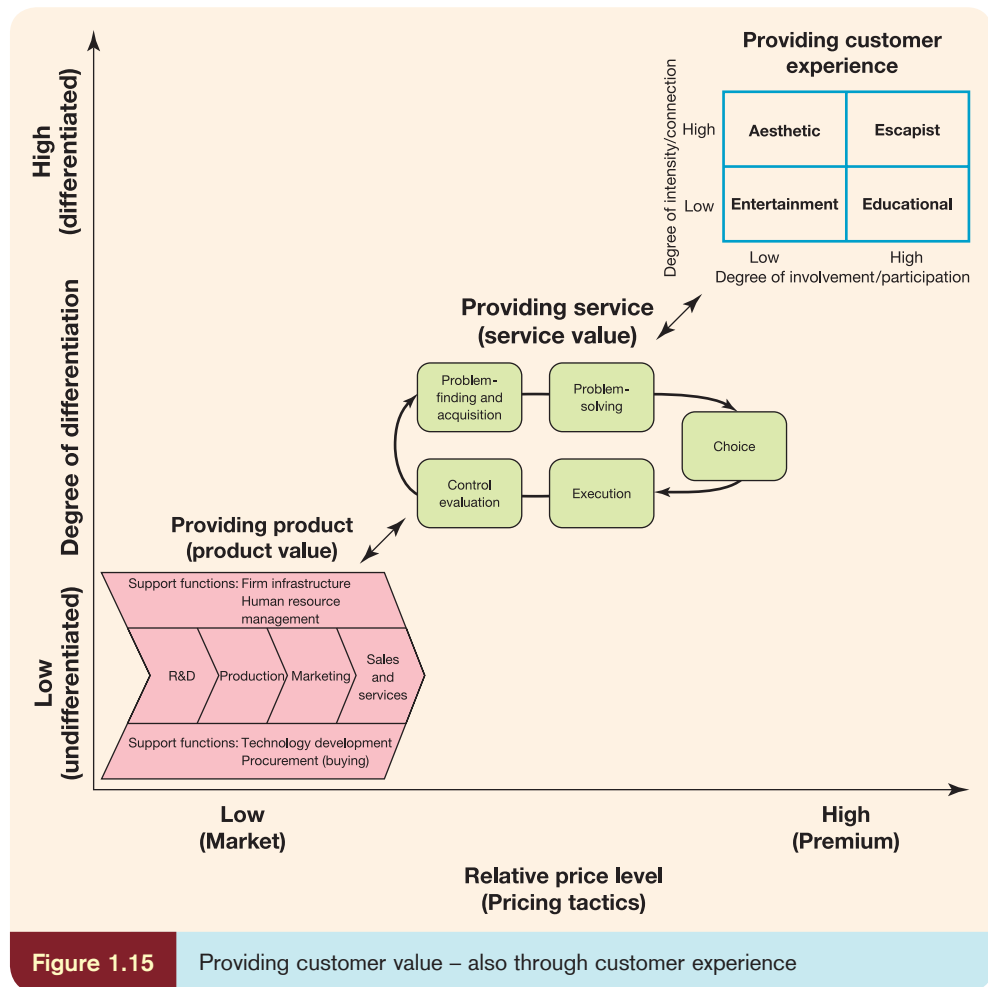 Providing customer
experience
Degree of intensity/connection
High
Aesthetic
Escapist
Low
Entertainment
Educational
Low
High
Degree of involvement/participation
High
(differentiated)
Degree of differentiation
Low
(undifferentiated)
Providing service
(service value)
Problem-
finding and
acquisition
Problem-
solving
Choice
Control
evaluation
Execution
Providing product
(product value)
Support functions: Firm infrastructure
Human resource
management
R&D
Production
Marketing
Sales
and
services
Support functions: Technology development
Procurement (buying)
Low
(Market)
High
(Premium)
Relative price level
(Pricing tactics)
Figure 1.15
Providing customer value – also through customer experience